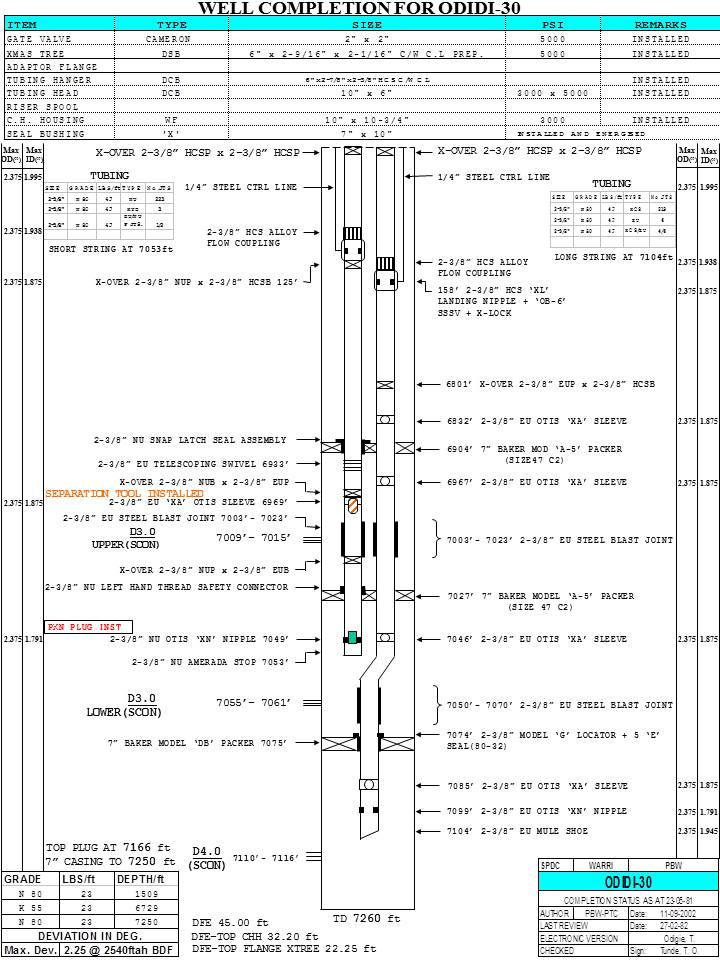 WELL COMPLETION FOR ODIDI-30
ITEM TYPE SIZE PSI REMARKS
GATE VALVE CAMERON 2" x 2" 5000 INSTALLED
XMAS TREE DSB 6" x 2-9/16" x 2-1/16" C/W C.L PREP. 5000 INSTALLED
ADAPTOR FLANGE
TUBING HANGER DCB INSTALLED
TUBING HEAD DCB 10" x 6" 3000 x 5000 INSTALLED
RISER SPOOL
C.H. HOUSING WF 10" x 10-3/4" 3000 INSTALLED
SEAL BUSHING 'X' 7" x 10" INSTALLED AND ENERGISED
Max OD(") Max ID(")
X-OVER 2-3/8" HCSP x 2-3/8" HCSP
X-OVER 2-3/8" HCSP x 2-3/8" HCSP
Max OD(") Max ID(")
2.375 1.995
TUBING
SIZE GRADE LBS/ft TYPE No JTS
1/4" STEEL CTRL LINE
1/4" STEEL CTRL LINE
TUBING
SIZE GRADE LBS/ft TYPE No JTS
2.375 1.995
2.375 1.938
2-3/8" HCS ALLOY
FLOW COUPLING
SHORT STRING AT 7053ft
LONG STRING AT 7104ft
2-3/8" HCS ALLOY
FLOW COUPLING
2.375 1.938
2.375 1.875
X-OVER 2-3/8" NUP x 2-3/8" HCSB 125'
158' 2-3/8" HCS 'XL'
LANDING NIPPLE + 'OB-6'
SSSV + X-LOCK
2.375 1.875
6801' X-OVER 2-3/8" EUP x 2-3/8" HCSB
6832' 2-3/8" EU OTIS 'XA' SLEEVE
2.375 1.875
2-3/8" NU SNAP LATCH SEAL ASSEMBLY
6904' 7" BAKER MOD 'A-5' PACKER
(SIZE47 C2)
2-3/8" EU TELESCOPING SWIVEL 6933'
X-OVER 2-3/8" NUB x 2-3/8" EUP
6967' 2-3/8" EU OTIS 'XA' SLEEVE
2.375 1.875
SEPARATION TOOL INSTALLED
2.375 1.875
2-3/8" EU 'XA' OTIS SLEEVE 6969'
2-3/8" EU STEEL BLAST JOINT 7003'- 7023'
D3.0
UPPER(SCON)
7009'- 7015'
7003'- 7023' 2-3/8" EU STEEL BLAST JOINT
X-OVER 2-3/8" NUP x 2-3/8" EUB
2-3/8" NU LEFT HAND THREAD SAFETY CONNECTOR
7027' 7" BAKER MODEL 'A-5' PACKER
(SIZE 47 C2)
PXN PLUG INST
2.375 1.791
2-3/8" NU OTIS 'XN' NIPPLE 7049'
7046' 2-3/8" EU OTIS 'XA' SLEEVE
2.375 1.875
2-3/8" NU AMERADA STOP 7053'
D3.0
LOWER(SCON)
7055'- 7061'
7050'- 7070' 2-3/8" EU STEEL BLAST JOINT
7" BAKER MODEL 'DB' PACKER 7075'
7074' 2-3/8" MODEL 'G' LOCATOR + 5 'E'
SEAL(80-32)
7085' 2-3/8" EU OTIS 'XA' SLEEVE
2.375 1.875
7099' 2-3/8" EU OTIS 'XN' NIPPLE
2.375 1.791
7104' 2-3/8" EU MULE SHOE
2.375 1.945
TOP PLUG AT 7166 ft
7" CASING TO 7250 ft
D4.0
(SCON)
7110'- 7116'
GRADE LBS/ft DEPTH/ft
N 80 23 1509
K 55 23 6729
N 80 23 7250
DEVIATION IN DEG.
Max. Dev. 2.25 @ 2540ftah BDF
TD 7260 ft
DFE 45.00 ft
DFE-TOP CHH 32.20 ft
DFE-TOP FLANGE XTREE 22.25 ft
SPDC WARRI PBW
ODIDI-30
COMPLETION STATUS AS AT 23-06-81
AUTHOR PBW-PTC Date: 11-09-2002
LAST REVIEW Date: 27-02-82
ELECTRONIC VERSION Odigie, T.
CHECKED Sign: Tunde, T. O.